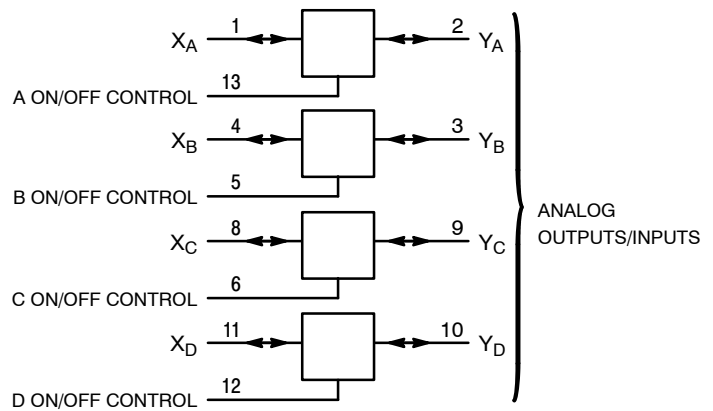 X_A 1 2 Y_A
A ON/OFF CONTROL 13
X_B 4 3 Y_B
B ON/OFF CONTROL 5
X_C 8 9 Y_C
C ON/OFF CONTROL 6
X_D 11 10 Y_D
D ON/OFF CONTROL 12
ANALOG
OUTPUTS/INPUTS